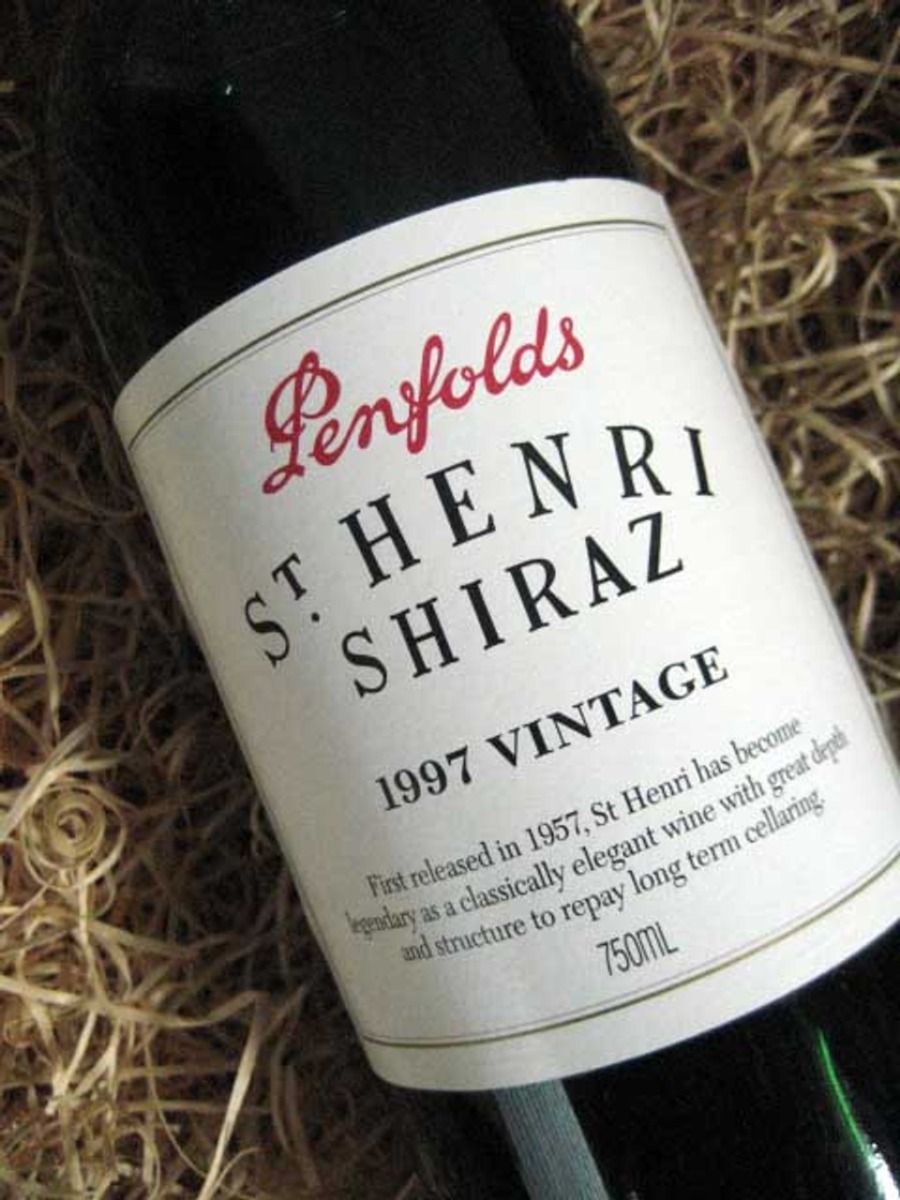 Penfolds
ST. HENRI
SHIRAZ
1997 VINTAGE
First released in 1957, St Henri has become
legendary as a classically elegant wine with great depth
and structure to repay long term cellaring.
750ML